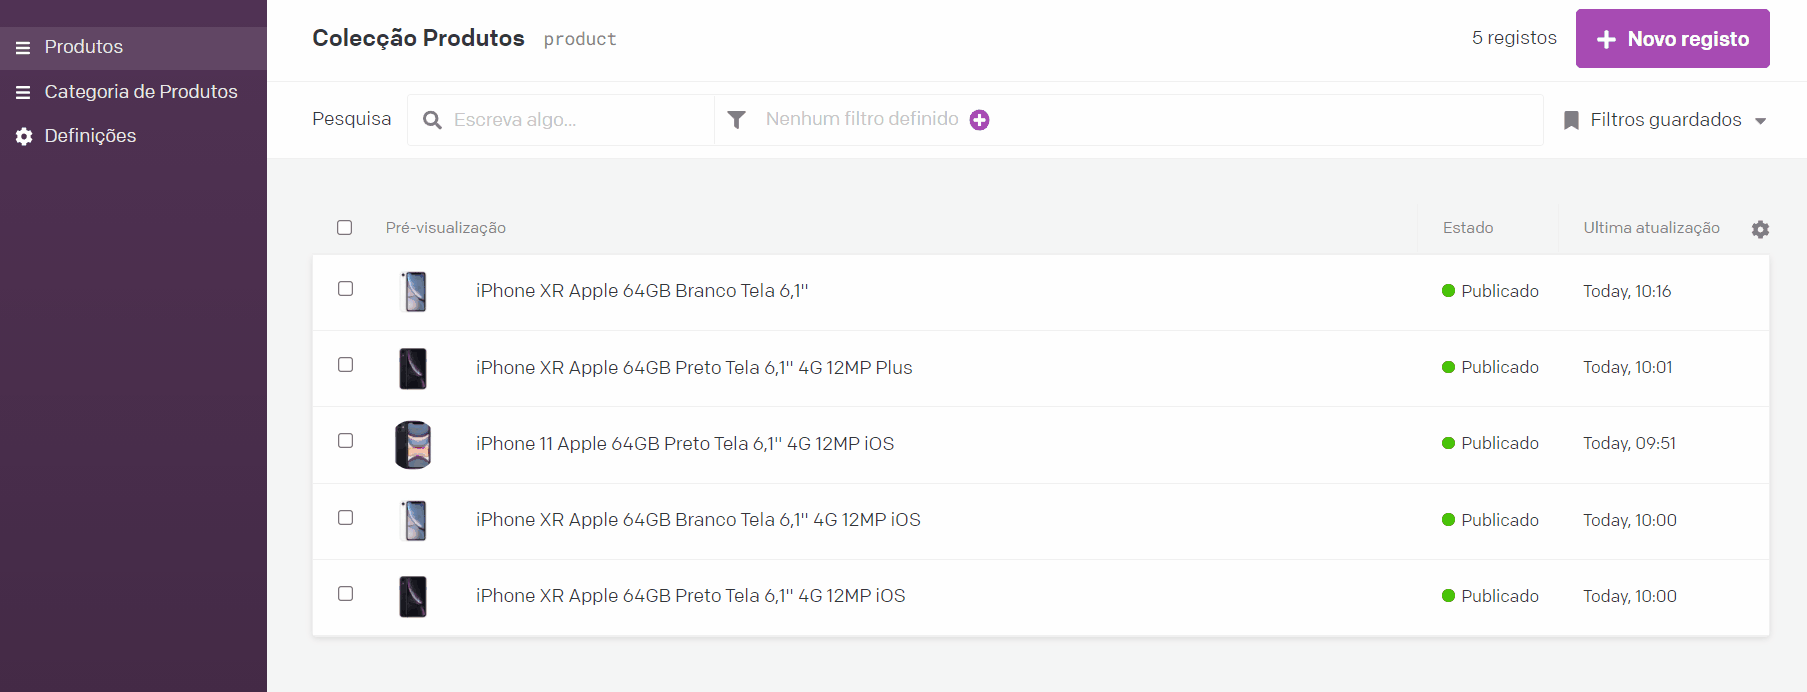 Produtos
Categoria de Produtos
Definições
Colecção Produtos product
5 registos
Novo registo
Pesquisa
Escreva algo...
Nenhum filtro definido
Filtros guardados
Pré-visualização Estado Ultima atualização
iPhone XR Apple 64GB Branco Tela 6,1'' Publicado Today, 10:16
iPhone XR Apple 64GB Preto Tela 6,1'' 4G 12MP Plus Publicado Today, 10:01
iPhone 11 Apple 64GB Preto Tela 6,1'' 4G 12MP iOS Publicado Today, 09:51
iPhone XR Apple 64GB Branco Tela 6,1'' 4G 12MP iOS Publicado Today, 10:00
iPhone XR Apple 64GB Preto Tela 6,1'' 4G 12MP iOS Publicado Today, 10:00